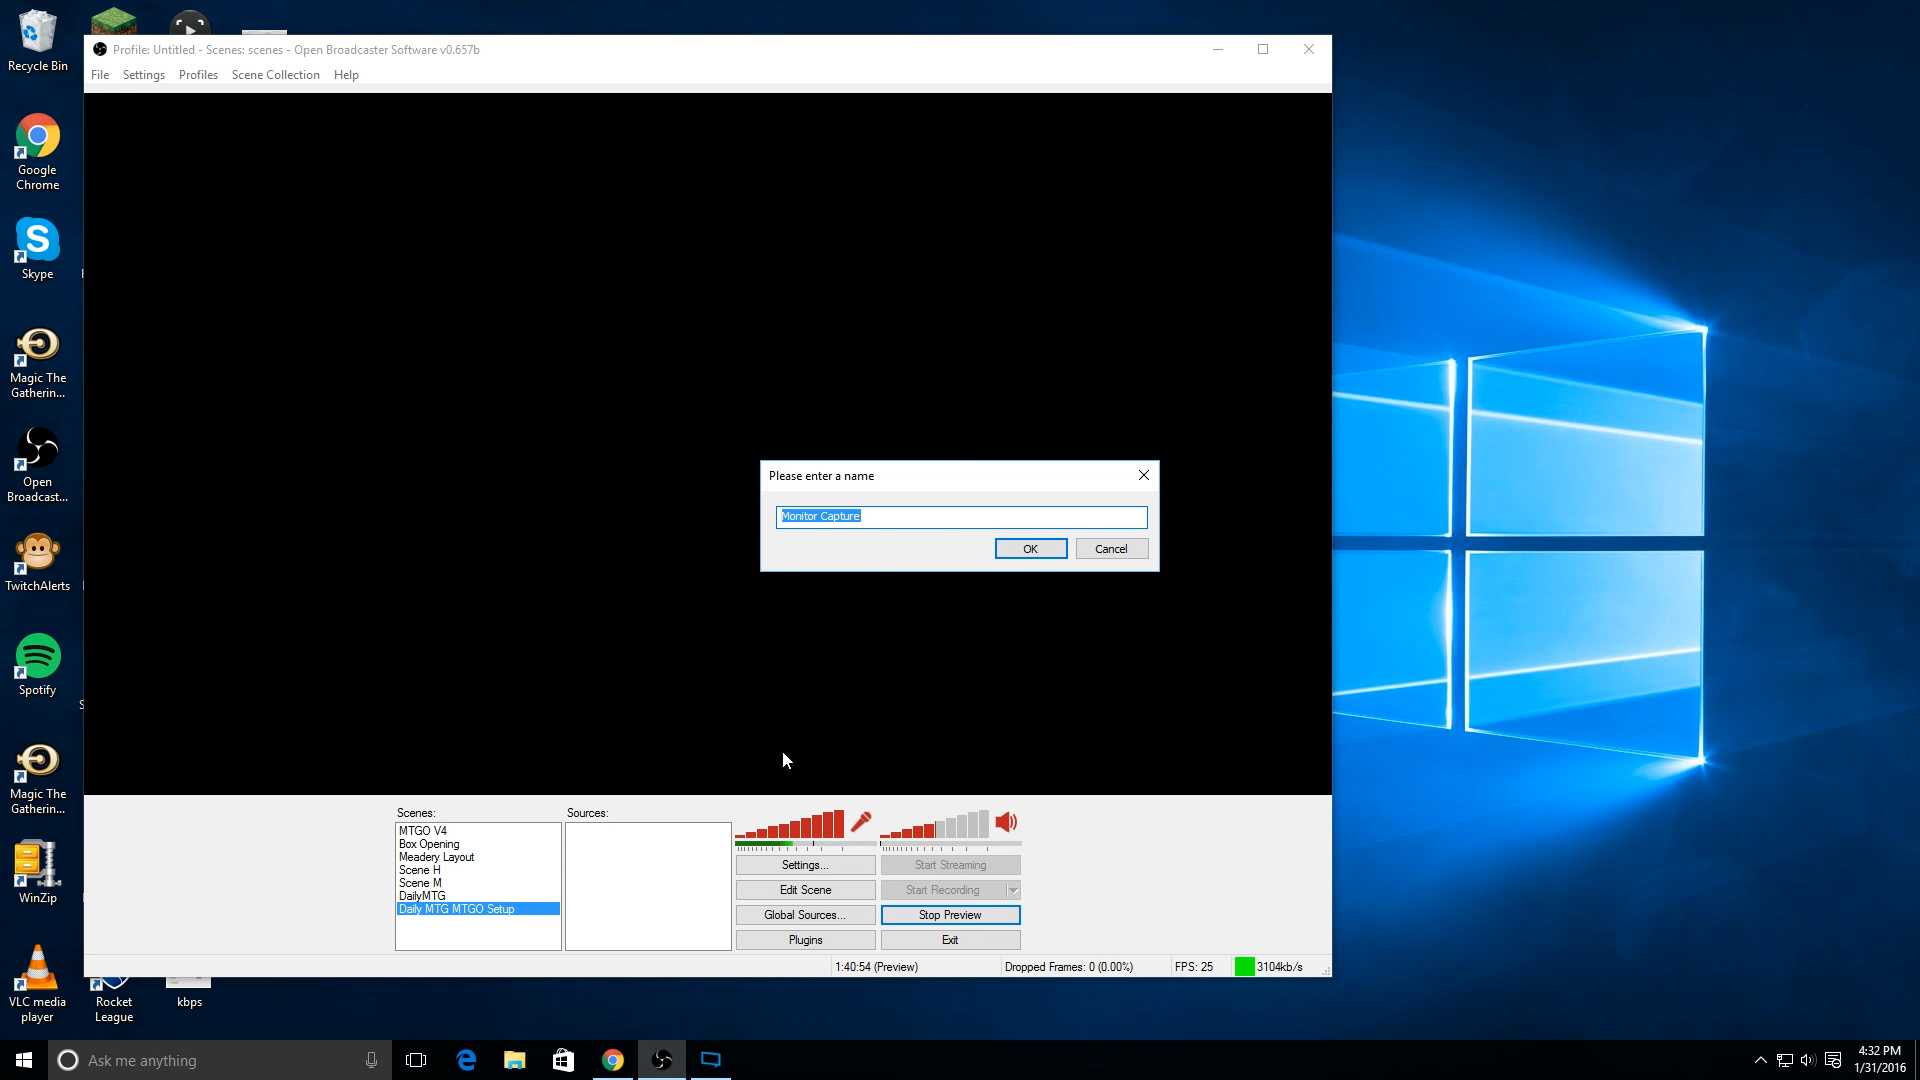 Recycle Bin
Google
Chrome
Skype
Magic The
Gatherin...
Open
Broadcast...
TwitchAlerts
Spotify
Magic The
Gatherin...
WinZip
VLC media
player
Rocket
League
kbps
Profile: Untitled - Scenes: scenes - Open Broadcaster Software v0.657b
File Settings Profiles Scene Collection Help
Please enter a name
Monitor Capture
OK Cancel
Scenes: Sources:
MTGO V4
Box Opening
Meadery Layout
Scene H
Scene M
DailyMTG
Daily MTG MTGO Setup
Settings... Start Streaming
Edit Scene Start Recording
Global Sources... Stop Preview
Plugins Exit
1:40:54 (Preview) Dropped Frames: 0 (0.00%) FPS: 25 3104kb/s
Ask me anything
4:32 PM
1/31/2016